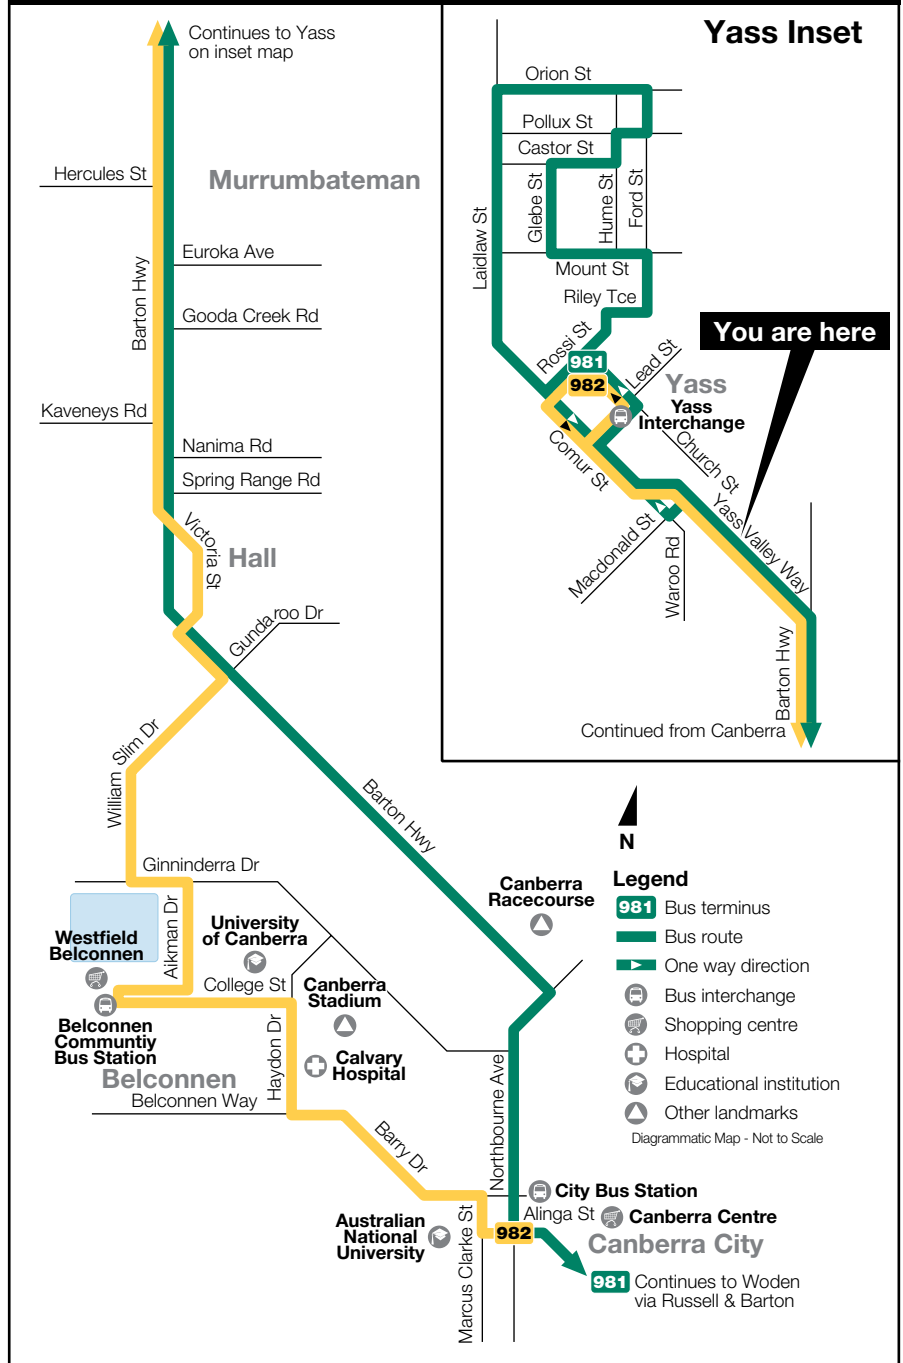 Continues to Yass
on inset map
Hercules St
Murrumbateman
Barton Hwy
Euroka Ave
Gooda Creek Rd
Kaveneys Rd
Nanima Rd
Spring Range Rd
Victoria St
Hall
Gundaroo Dr
William Slim Dr
Barton Hwy
Ginninderra Dr
Aikman Dr
Westfield
Belconnen
University
of Canberra
College St
Canberra
Stadium
Canberra
Racecourse
Belconnen
Communtiy
Bus Station
Haydon Dr
Calvary
Hospital
Belconnen
Belconnen Way
Barry Dr
Northbourne Ave
City Bus Station
Australian
National
University
Marcus Clarke St
982
Alinga St
Canberra Centre
Canberra City
981
Continues to Woden
via Russell & Barton
Yass Inset
Orion St
Pollux St
Castor St
Laidlaw St
Glebe St
Hume St
Ford St
Mount St
Riley Tce
Rossi St
981
982
Lead St
You are here
Yass
Yass
Interchange
Church St
Comur St
Macdonald St
Waroo Rd
Yass Valley Way
Barton Hwy
Continued from Canberra
N
Legend
981
Bus terminus
Bus route
One way direction
Bus interchange
Shopping centre
Hospital
Educational institution
Other landmarks
Diagrammatic Map - Not to Scale